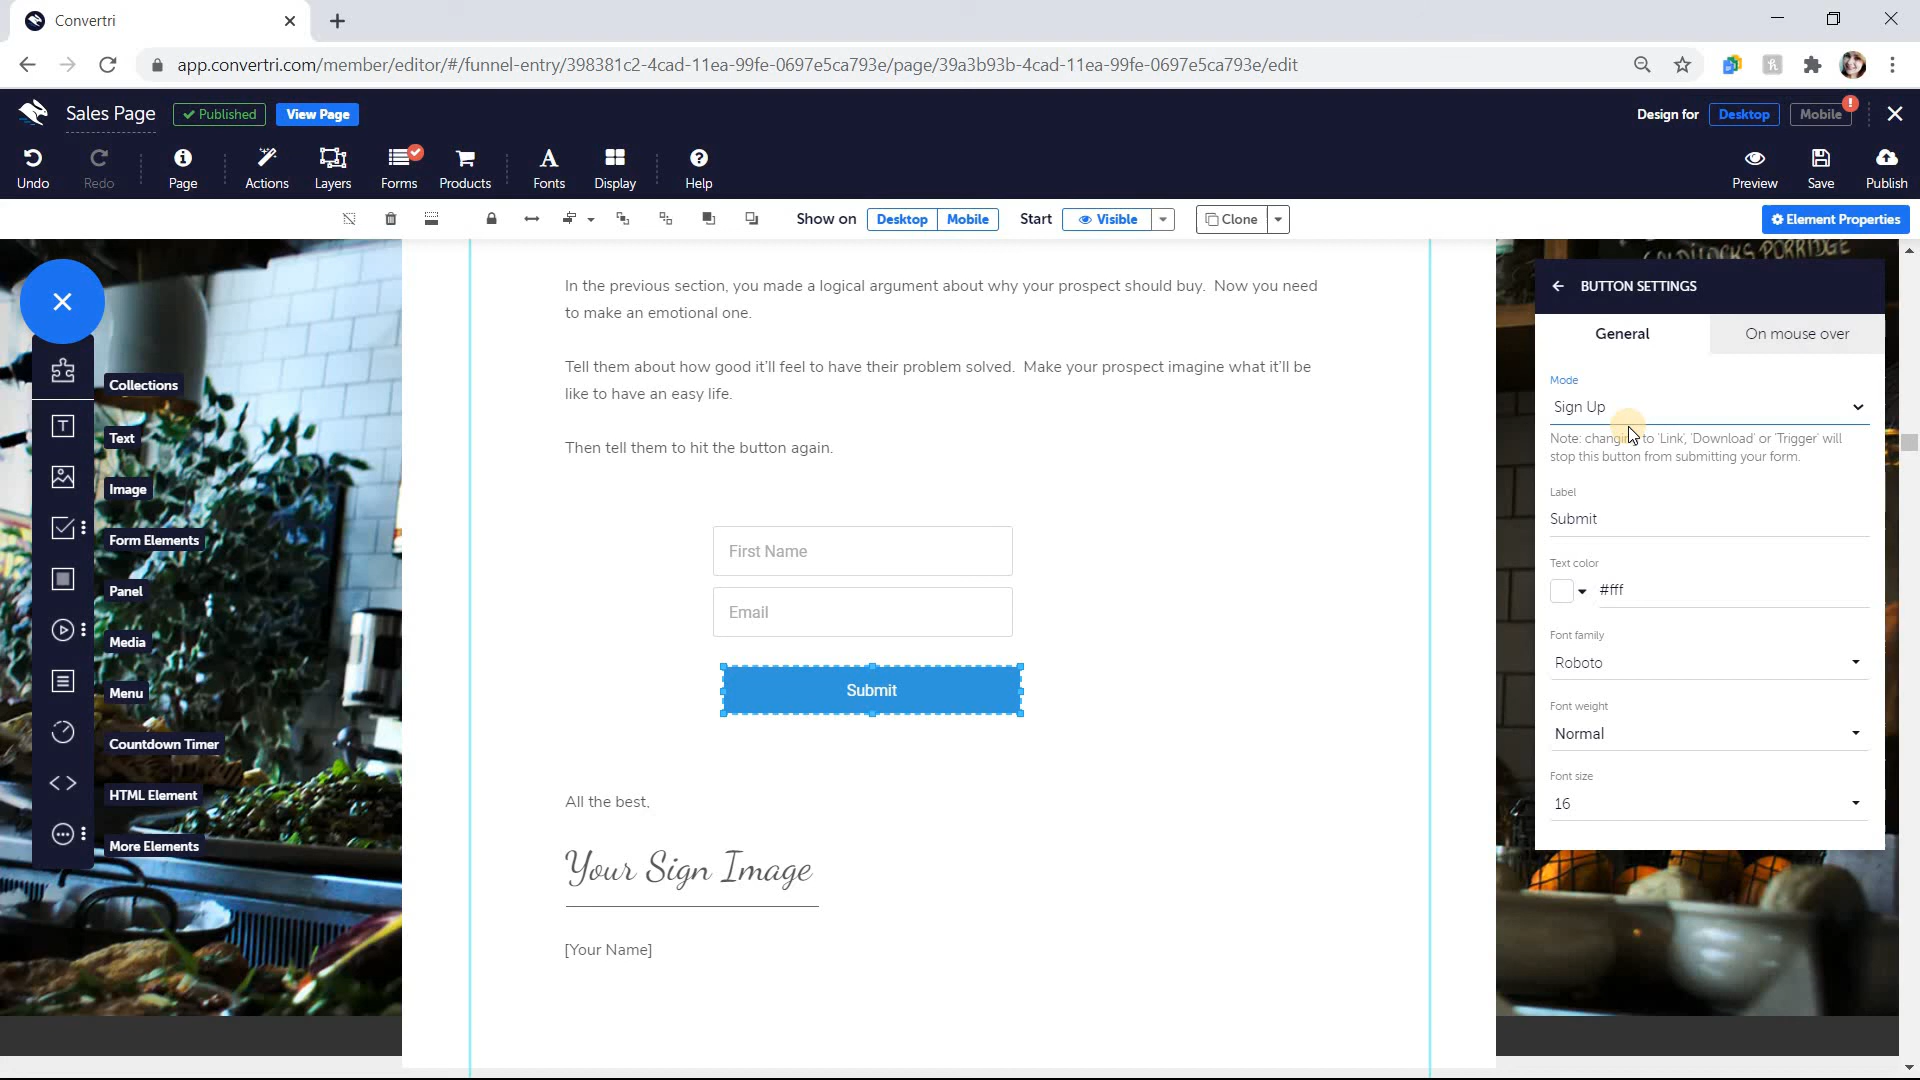 Convertri
app.convertri.com/member/editor/#/funnel-entry/398381c2-4cad-11ea-99fe-0697e5ca793e/page/39a3b93b-4cad-11ea-99fe-0697e5ca793e/edit
Sales Page
Published
View Page
Design for
Desktop
Mobile
Undo
Redo
Page
Actions
Layers
Forms
Products
Fonts
Display
Help
Preview
Save
Publish
Show on
Desktop
Mobile
Start
Visible
Clone
Element Properties
GOLDILOCKS PORRIDGE
Collections
Text
Image
Form Elements
Panel
Media
Menu
Countdown Timer
HTML Element
More Elements
In the previous section, you made a logical argument about why your prospect should buy. Now you need
to make an emotional one.
Tell them about how good it'll feel to have their problem solved. Make your prospect imagine what it'll be
like to have an easy life.
Then tell them to hit the button again.
First Name
Email
Submit
All the best,
Your Sign Image
[Your Name]
BUTTON SETTINGS
General
On mouse over
Mode
Sign Up
Note: changing to 'Link', 'Download' or 'Trigger' will
stop this button from submitting your form.
Label
Submit
Text color
#fff
Font family
Roboto
Font weight
Normal
Font size
16